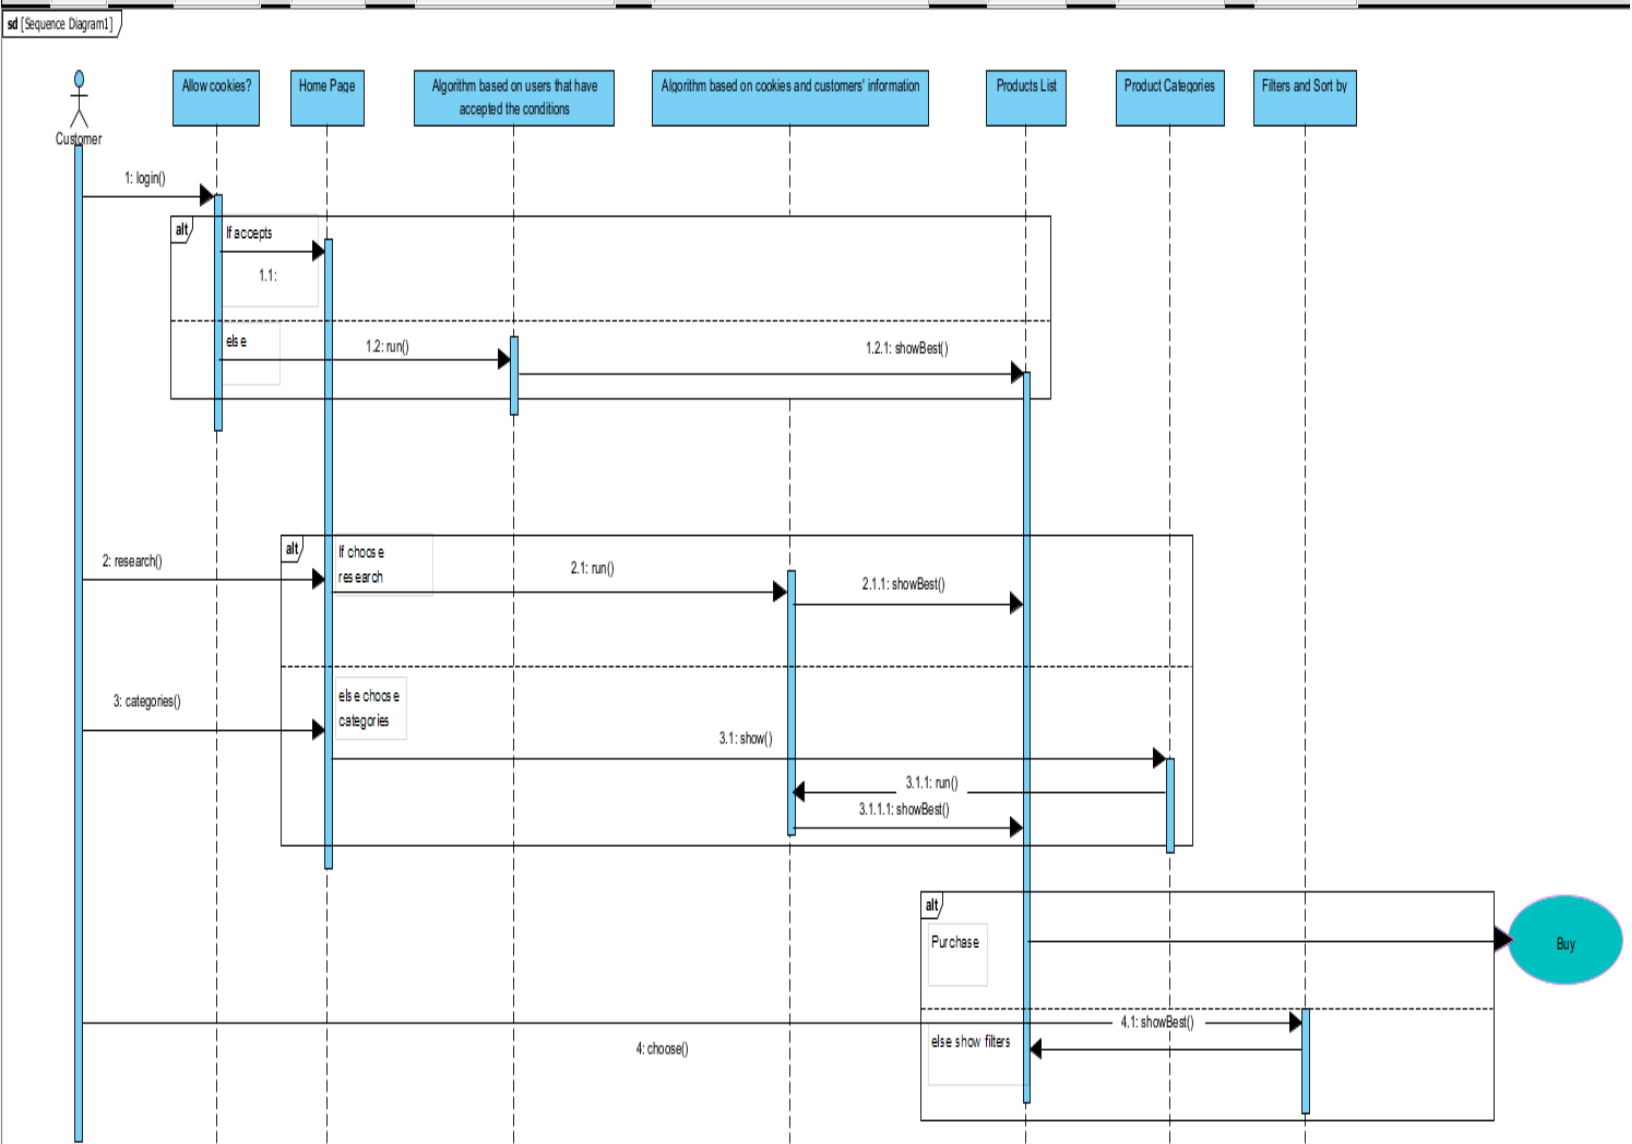 sd [Sequence Diagram1]
Customer
Allow cookies?
Home Page
Algorithm based on users that have
accepted the conditions
Algorithm based on cookies and customers' information
Products List
Product Categories
Filters and Sort by
1: login()
alt
If accepts
1.1:
else
1.2: run()
1.2.1: showBest()
alt
If choose
research
2: research()
2.1: run()
2.1.1: showBest()
else choose
categories
3: categories()
3.1: show()
3.1.1: run()
3.1.1.1: showBest()
alt
Purchase
Buy
4.1: showBest()
else show filters
4: choose()